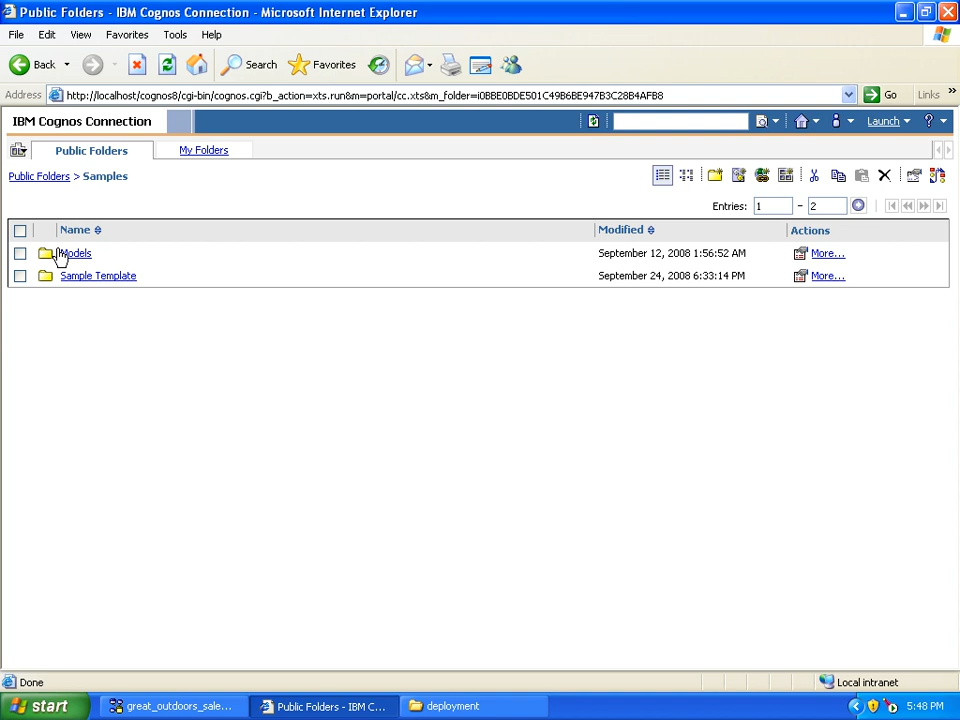 Public Folders - IBM Cognos Connection - Microsoft Internet Explorer
File Edit View Favorites Tools Help
Back Search Favorites
Address http://localhost/cognos8/cgi-bin/cognos.cgi?b_action=xts.run&m=portal/cc.xts&m_folder=i0BBE0BDE501C49B6BE947B3C28B4AFB8 Go Links »
IBM Cognos Connection Launch ?
Public Folders My Folders
Public Folders > Samples
Entries: 1 - 2
Name Modified Actions
Models September 12, 2008 1:56:52 AM More...
Sample Template September 24, 2008 6:33:14 PM More...
Done Local intranet
start great_outdoors_sale... Public Folders - IBM C... deployment 5:48 PM